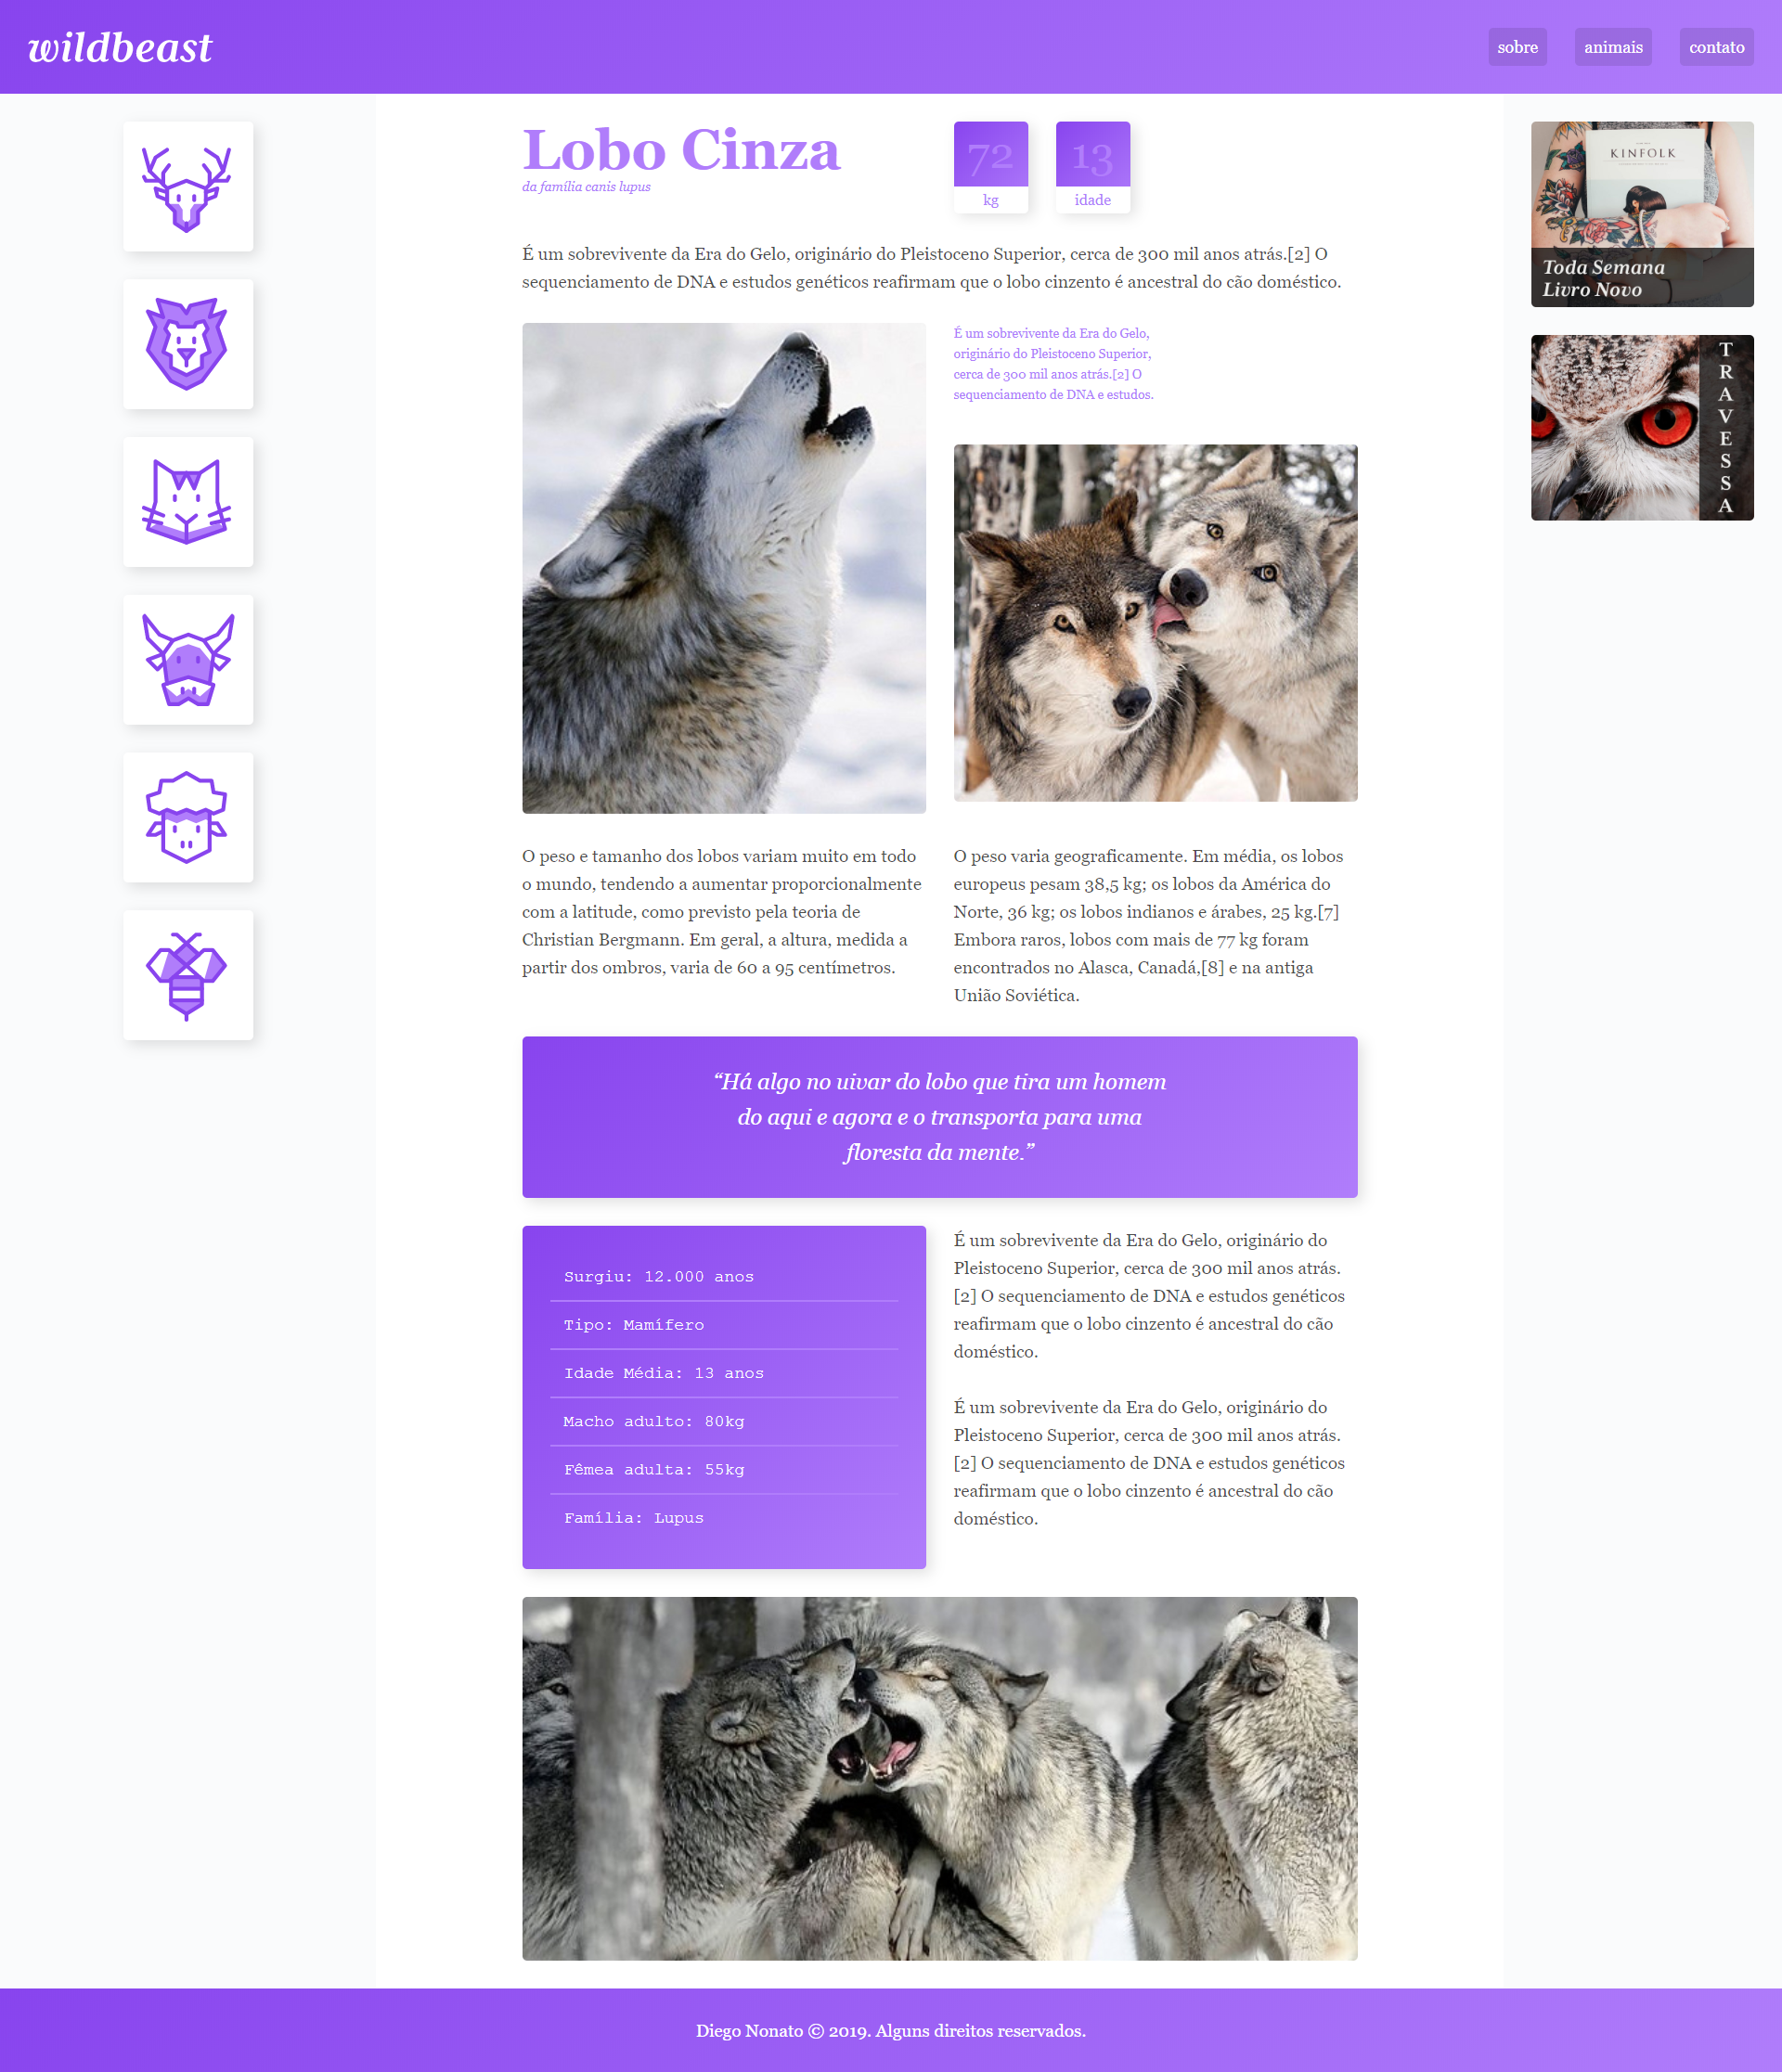 wildbeast
sobre
animais
contato
Lobo Cinza
da família canis lupus
72
kg
13
idade
É um sobrevivente da Era do Gelo, originário do Pleistoceno Superior, cerca de 300 mil anos atrás.[2] O
sequenciamento de DNA e estudos genéticos reafirmam que o lobo cinzento é ancestral do cão doméstico.
É um sobrevivente da Era do Gelo,
originário do Pleistoceno Superior,
cerca de 300 mil anos atrás.[2] O
sequenciamento de DNA e estudos.
O peso e tamanho dos lobos variam muito em todo
o mundo, tendendo a aumentar proporcionalmente
com a latitude, como previsto pela teoria de
Christian Bergmann. Em geral, a altura, medida a
partir dos ombros, varia de 60 a 95 centímetros.
O peso varia geograficamente. Em média, os lobos
europeus pesam 38,5 kg; os lobos da América do
Norte, 36 kg; os lobos indianos e árabes, 25 kg.[7]
Embora raros, lobos com mais de 77 kg foram
encontrados no Alasca, Canadá,[8] e na antiga
União Soviética.
“Há algo no uivar do lobo que tira um homem
do aqui e agora e o transporta para uma
floresta da mente.”
Surgiu: 12.000 anos
Tipo: Mamífero
Idade Média: 13 anos
Macho adulto: 80kg
Fêmea adulta: 55kg
Família: Lupus
É um sobrevivente da Era do Gelo, originário do
Pleistoceno Superior, cerca de 300 mil anos atrás.
[2] O sequenciamento de DNA e estudos genéticos
reafirmam que o lobo cinzento é ancestral do cão
doméstico.
É um sobrevivente da Era do Gelo, originário do
Pleistoceno Superior, cerca de 300 mil anos atrás.
[2] O sequenciamento de DNA e estudos genéticos
reafirmam que o lobo cinzento é ancestral do cão
doméstico.
KINFOLK
Toda Semana
Livro Novo
TRAVESSA
Diego Nonato © 2019. Alguns direitos reservados.